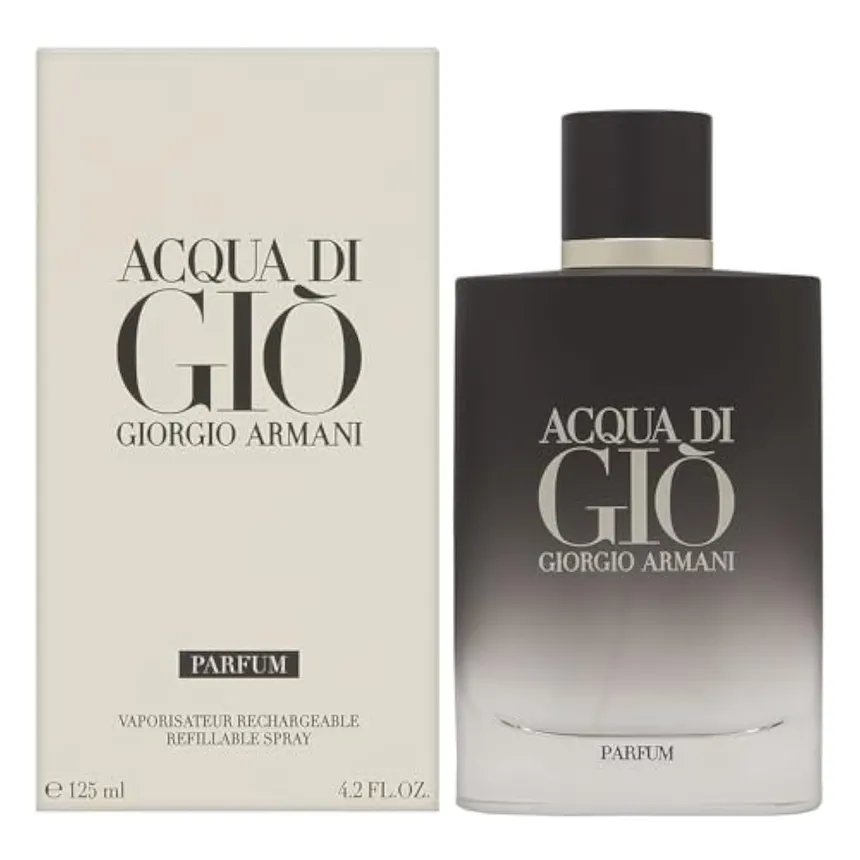 ACQUA DI
GIÒ
GIORGIO ARMANI
PARFUM
VAPORISATEUR RECHARGEABLE
REFILLABLE SPRAY
℮ 125 ml 4.2 FL.OZ.
ACQUA DI
GIÒ
GIORGIO ARMANI
PARFUM